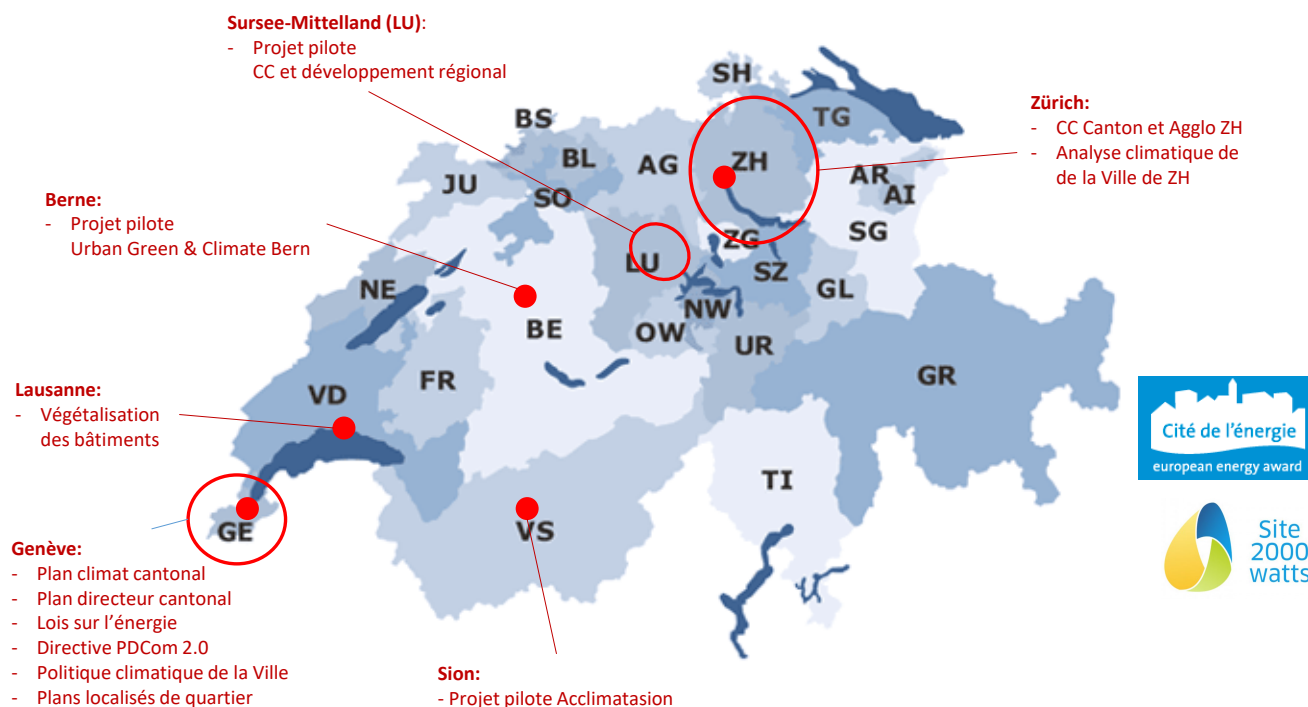 Sursee-Mittelland (LU):
- Projet pilote
CC et développement régional
Zürich:
- CC Canton et Agglo ZH
- Analyse climatique de
de la Ville de ZH
Berne:
- Projet pilote
Urban Green & Climate Bern
Lausanne:
- Végétalisation
des bâtiments
Genève:
- Plan climat cantonal
- Plan directeur cantonal
- Lois sur l'énergie
- Directive PDCom 2.0
- Politique climatique de la Ville
- Plans localisés de quartier
Sion:
- Projet pilote Acclimatasion
SH
TG
BS
BL
AG
ZH
JU
SO
AR
AI
SG
ZG
LU
SZ
NE
GL
NW
BE
OW
UR
FR
GR
VD
TI
GE
VS
Cité de l'énergie
european energy award
Site
2000
watts